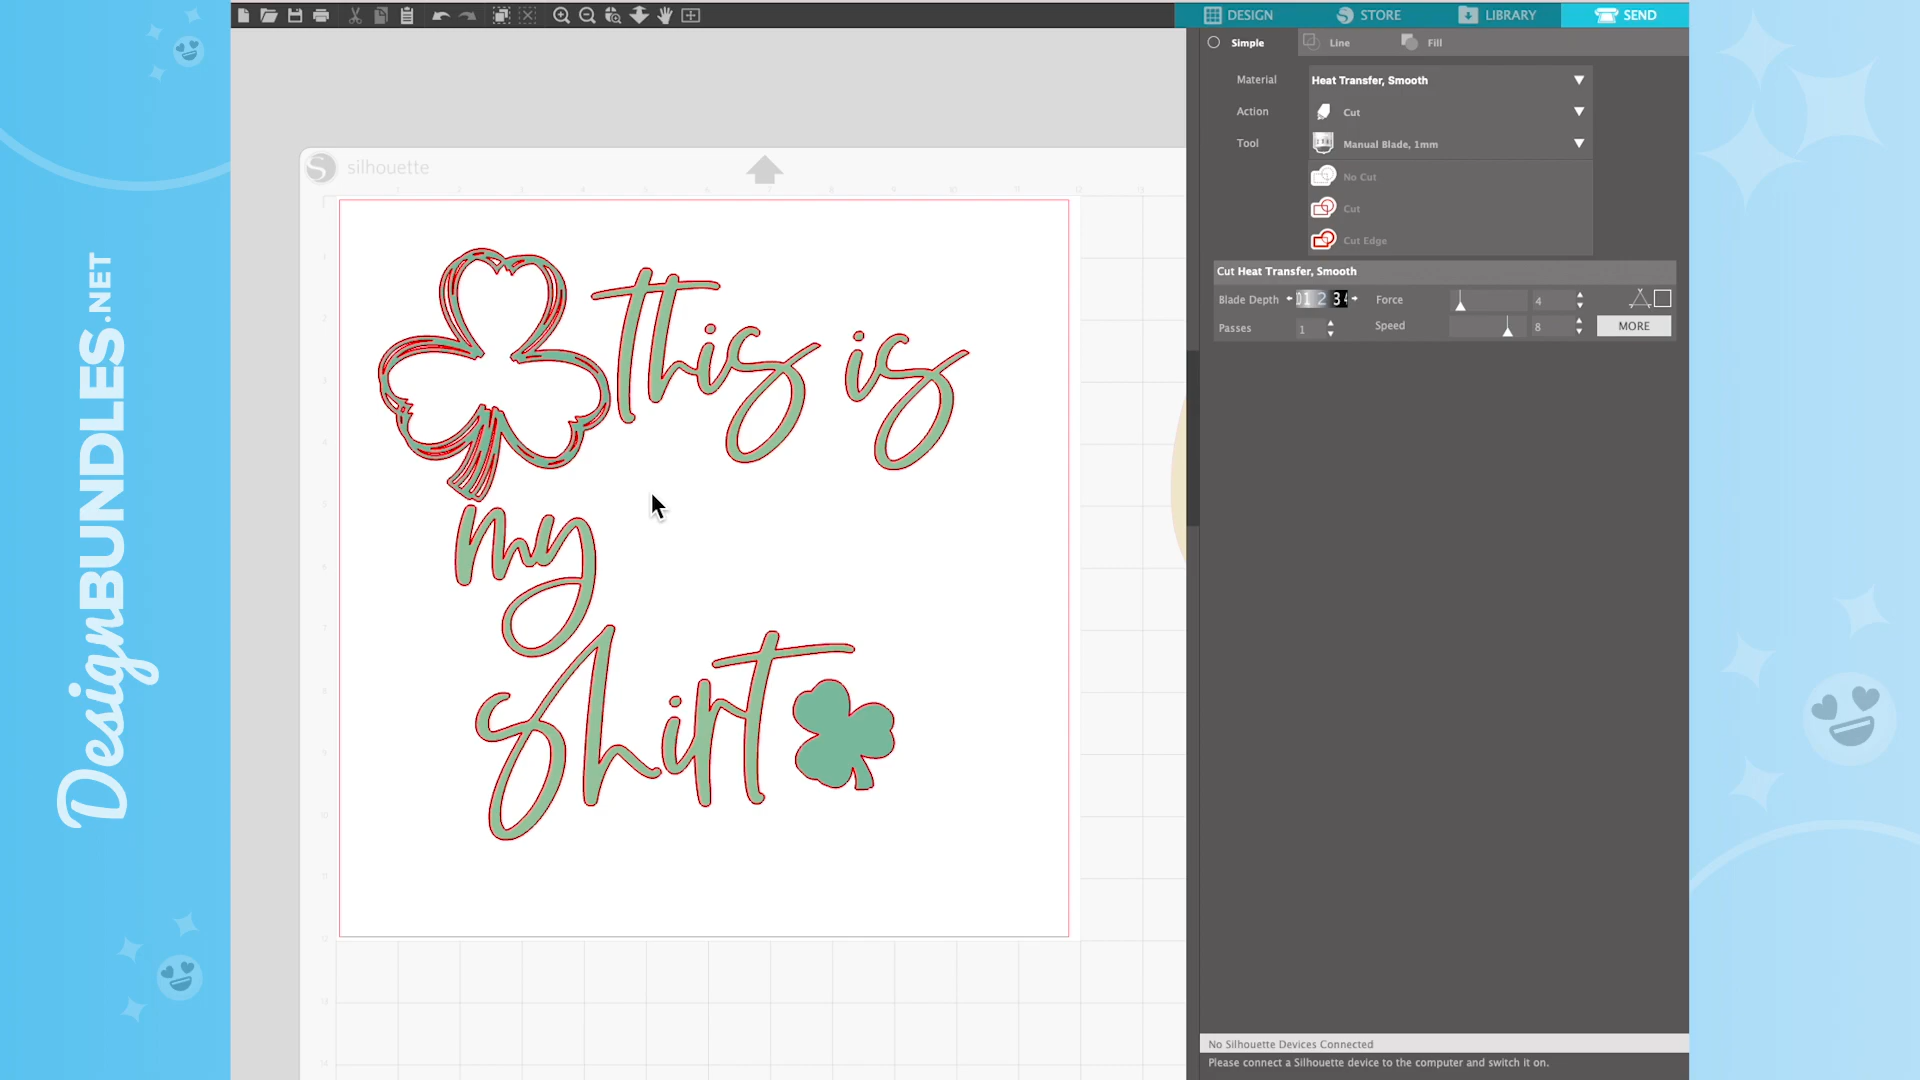 DESIGN STORE LIBRARY SEND
Simple Line Fill
Material Heat Transfer, Smooth
Action Cut
Tool Manual Blade, 1mm
No Cut
Cut
Cut Edge
Cut Heat Transfer, Smooth
Blade Depth Force 4
Passes 1 Speed 8 MORE
silhouette
this is
my
shirt
DesignBUNDLES.NET
No Silhouette Devices Connected
Please connect a Silhouette device to the computer and switch it on.